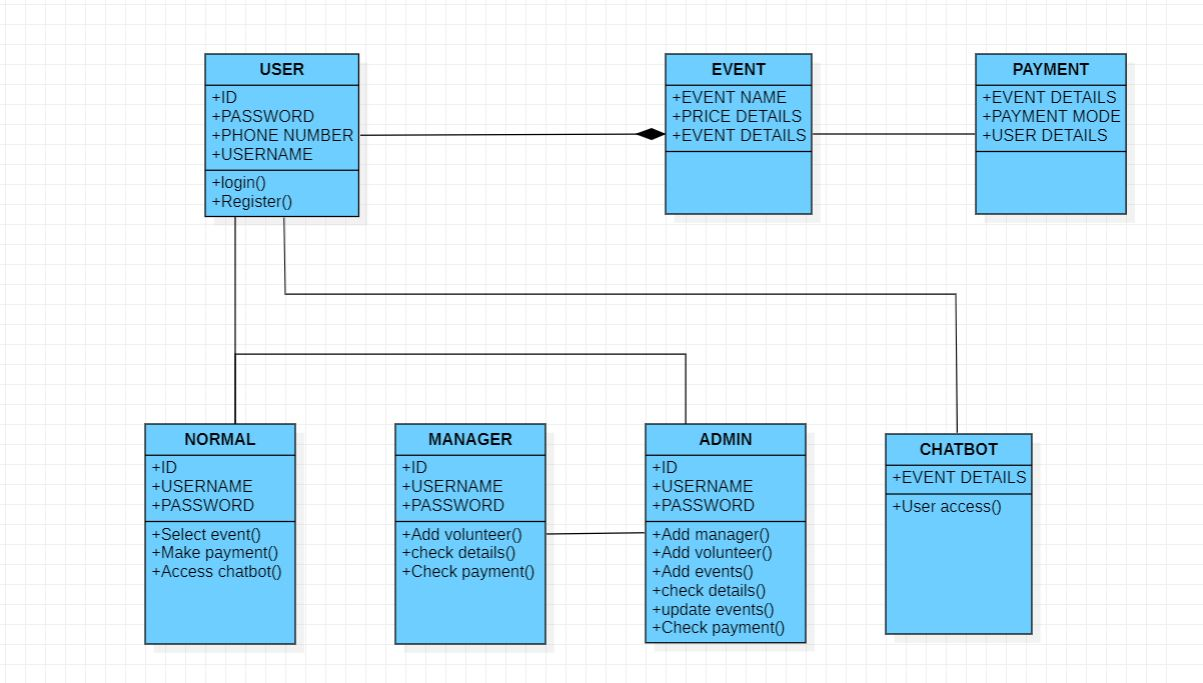 USER
+ID
+PASSWORD
+PHONE NUMBER
+USERNAME
+login()
+Register()
EVENT
+EVENT NAME
+PRICE DETAILS
+EVENT DETAILS
PAYMENT
+EVENT DETAILS
+PAYMENT MODE
+USER DETAILS
NORMAL
+ID
+USERNAME
+PASSWORD
+Select event()
+Make payment()
+Access chatbot()
MANAGER
+ID
+USERNAME
+PASSWORD
+Add volunteer()
+check details()
+Check payment()
ADMIN
+ID
+USERNAME
+PASSWORD
+Add manager()
+Add volunteer()
+Add events()
+check details()
+update events()
+Check payment()
CHATBOT
+EVENT DETAILS
+User access()